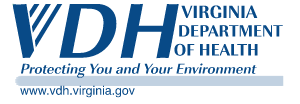 VDH VIRGINIA
DEPARTMENT
OF HEALTH
Protecting You and Your Environment
www.vdh.virginia.gov